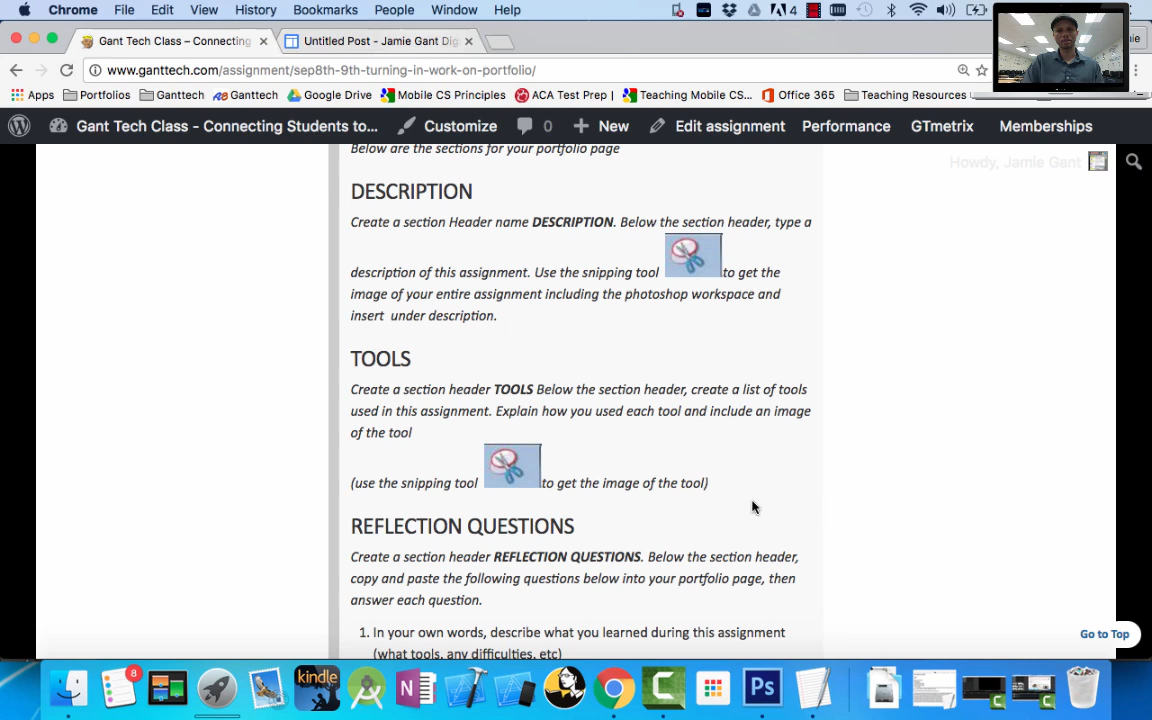 Chrome File Edit View History Bookmarks People Window Help 4
Gant Tech Class – Connecting Untitled Post - Jamie Gant Dig
www.ganttech.com/assignment/sep8th-9th-turning-in-work-on-portfolio/
Apps Portfolios Ganttech Ganttech Google Drive Mobile CS Principles ACA Test Prep | Teaching Mobile CS... Office 365 Teaching Resources
Gant Tech Class – Connecting Students to... Customize 0 New Edit assignment Performance GTmetrix Memberships
Below are the sections for your portfolio page
Howdy, Jamie Gant
DESCRIPTION
Create a section Header name DESCRIPTION. Below the section header, type a
description of this assignment. Use the snipping tool to get the
image of your entire assignment including the photoshop workspace and
insert under description.
TOOLS
Create a section header TOOLS Below the section header, create a list of tools
used in this assignment. Explain how you used each tool and include an image
of the tool
(use the snipping tool to get the image of the tool)
REFLECTION QUESTIONS
Create a section header REFLECTION QUESTIONS. Below the section header,
copy and paste the following questions below into your portfolio page, then
answer each question.
1. In your own words, describe what you learned during this assignment
(what tools, any difficulties, etc)
Go to Top
8
kindle
N
C
Ps